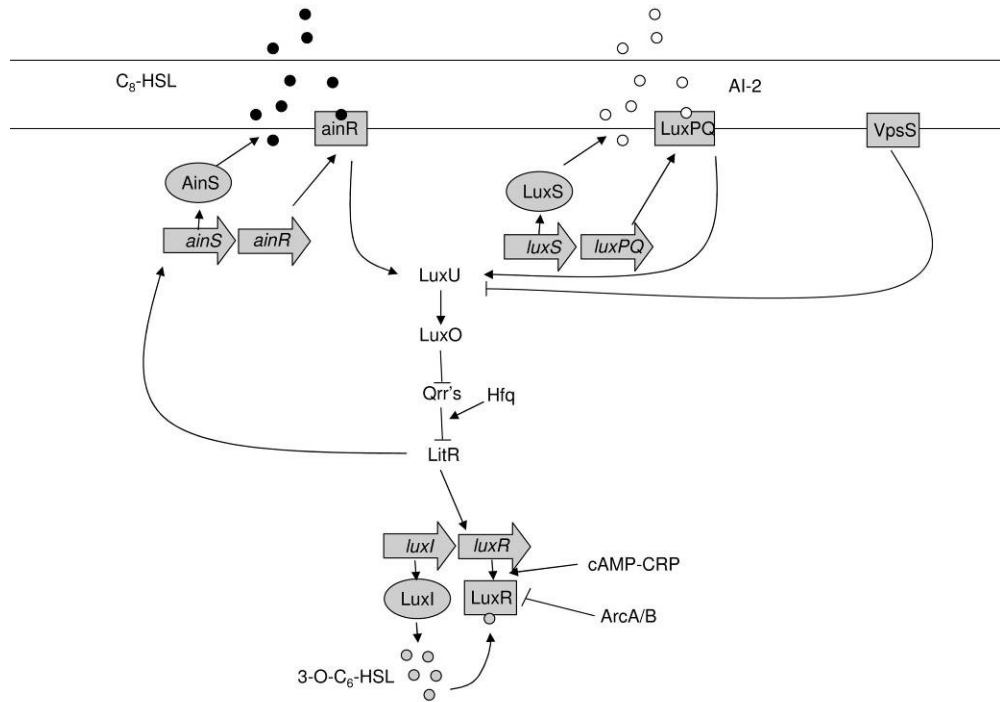 C₈-HSL
AI-2
ainR
LuxPQ
VpsS
AinS
LuxS
ainS
ainR
luxS
luxPQ
LuxU
LuxO
Qrr's
Hfq
LitR
luxI
luxR
cAMP-CRP
LuxI
LuxR
ArcA/B
3-O-C₆-HSL